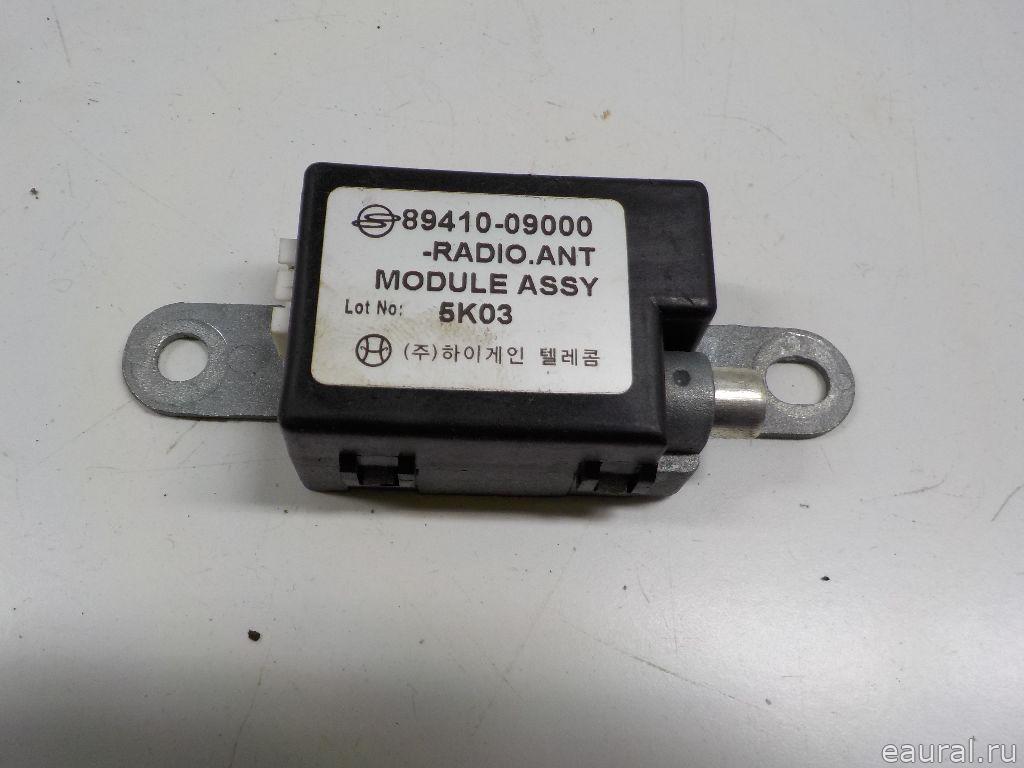 89410-09000
-RADIO.ANT
MODULE ASSY
Lot No: 5K03
(주)하이게인 텔레콤
eaural.ru